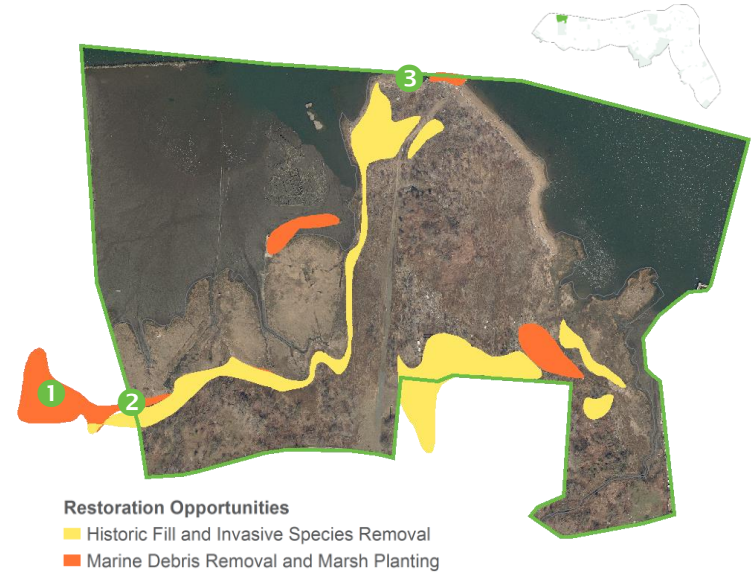 3
1
2
Restoration Opportunities
Historic Fill and Invasive Species Removal
Marine Debris Removal and Marsh Planting